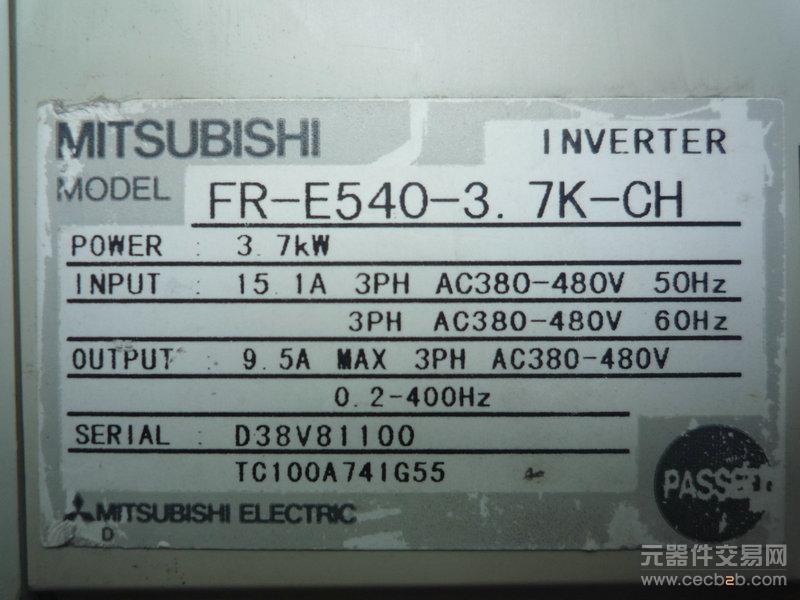 MITSUBISHI INVERTER
MODEL FR-E540-3.7K-CH
POWER : 3.7kW
INPUT : 15.1A 3PH AC380-480V 50Hz
3PH AC380-480V 60Hz
OUTPUT : 9.5A MAX 3PH AC380-480V
0.2-400Hz
SERIAL : D38V81100
TC100A741G55
PASSED
MITSUBISHI ELECTRIC
D
元器件交易网
www.cecb2b.com